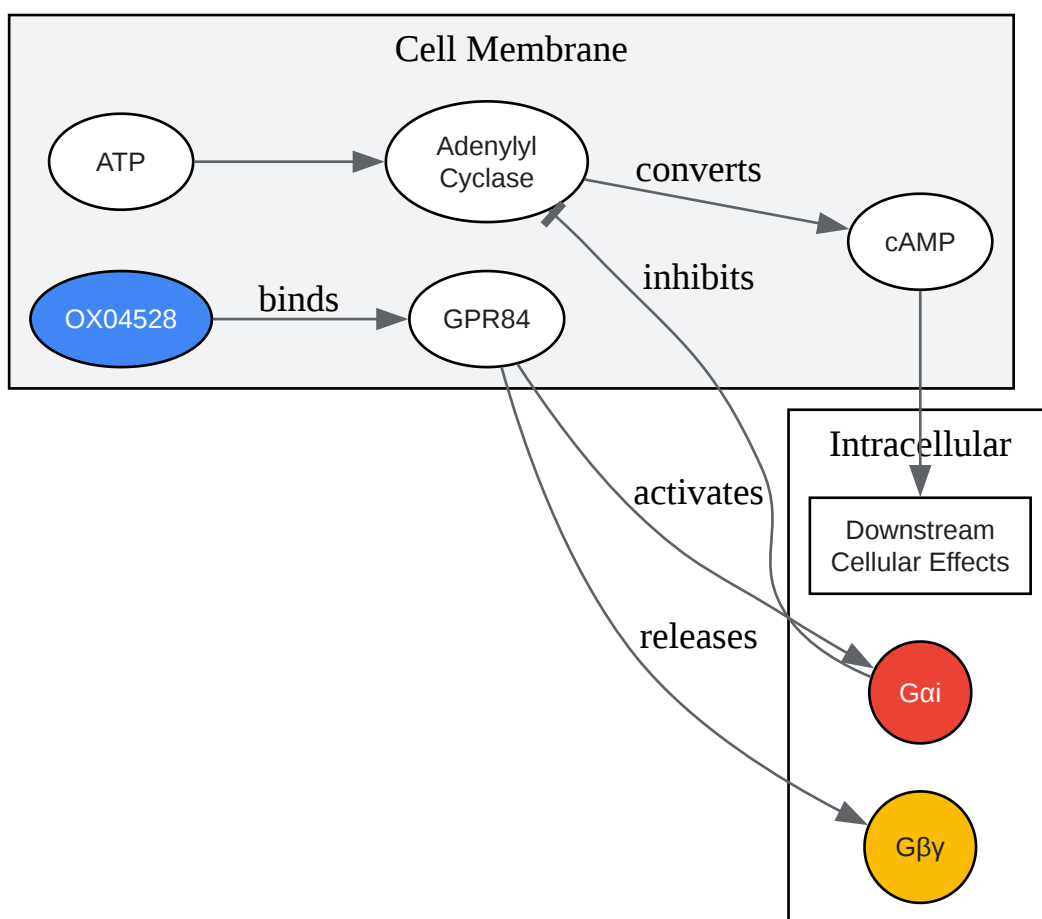 Cell Membrane
ATP
Adenylyl
Cyclase
converts
cAMP
OX04528
binds
GPR84
inhibits
Intracellular
activates
Downstream
Cellular Effects
releases
Gαi
Gβγ